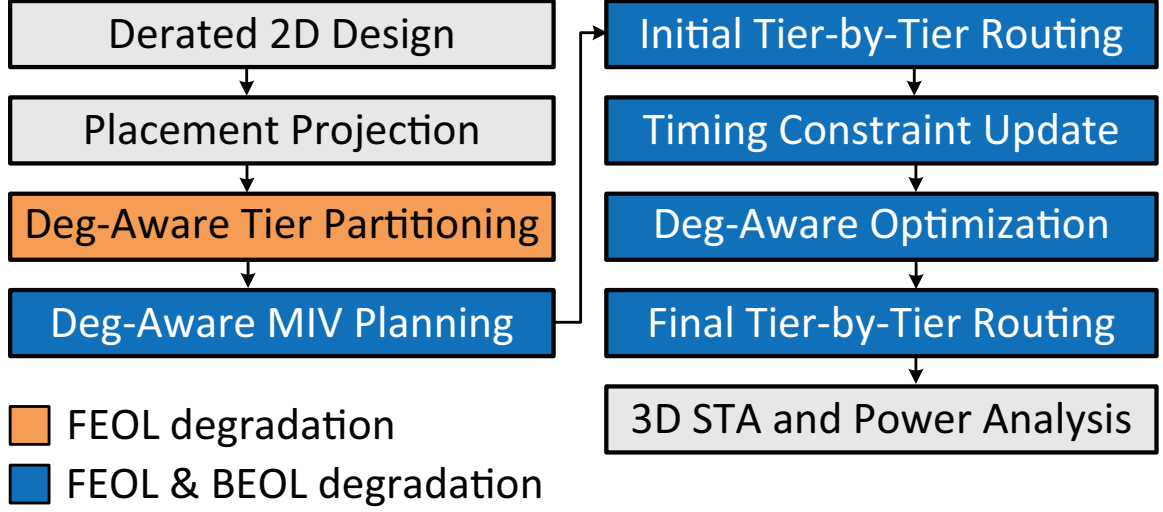 Derated 2D Design
Placement Projection
Deg-Aware Tier Partitioning
Deg-Aware MIV Planning
Initial Tier-by-Tier Routing
Timing Constraint Update
Deg-Aware Optimization
Final Tier-by-Tier Routing
3D STA and Power Analysis
FEOL degradation
FEOL & BEOL degradation